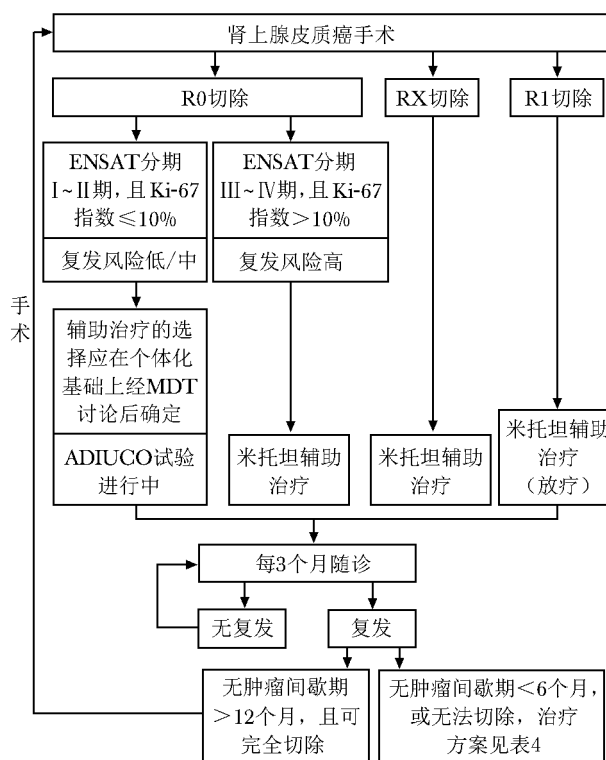 肾上腺皮质癌手术
R0切除
RX切除
R1切除
ENSAT分期
Ⅰ~Ⅱ期,且Ki-67
指数≤10%
复发风险低/中
ENSAT分期
Ⅲ~Ⅳ期,且Ki-67
指数>10%
复发风险高
手
术
辅助治疗的选
择应在个体化
基础上经MDT
讨论后确定
ADIUCO试验
进行中
米托坦辅助
治疗
米托坦辅助
治疗
米托坦辅助
治疗
(放疗)
每3个月随诊
无复发
复发
无肿瘤间歇期
>12个月,且可
完全切除
无肿瘤间歇期<6个月,
或无法切除,治疗
方案见表4